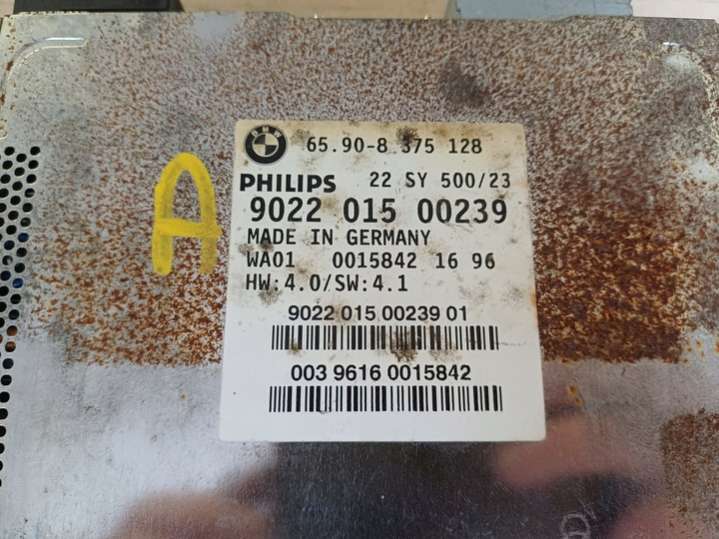 BMW
65.90-8 375 128
A
PHILIPS 22 SY 500/23
9022 015 00239
MADE IN GERMANY
WA01 0015842 16 96
HW:4.0/SW:4.1
9022 015 00239 01
003 9616 0015842